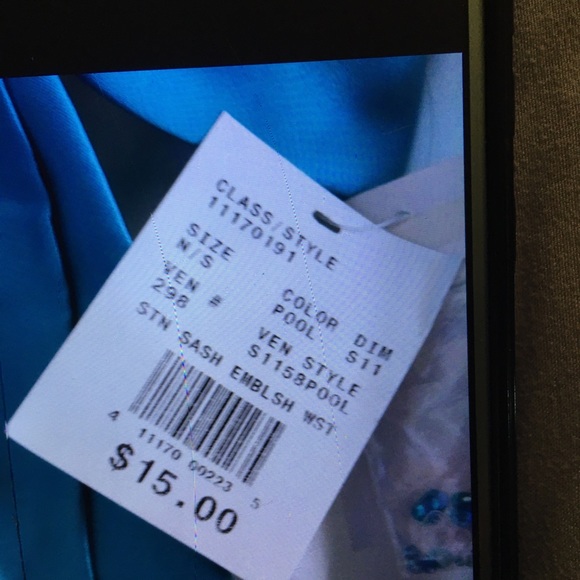 CLASS/STYLE
11170191
SIZE COLOR DIM
N/S POOL S11
VEN # VEN STYLE
298 S1158POOL
STN SASH EMBLSH WST
4 11170 00223 5
$15.00